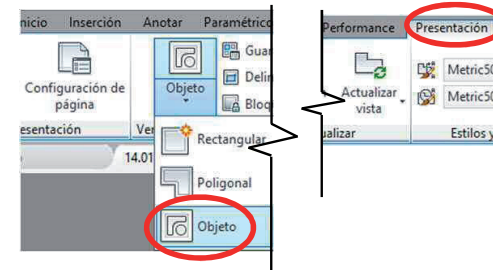 nicio Inserción Anotar Paramétrico
Configuración de
página
esentación
Objeto
Guar
Delin
Bloq
Ver
14.01
Rectangular
Poligonal
Objeto
Performance Presentación
Actualizar
vista
Metric50
Metric50
ualizar Estilos y